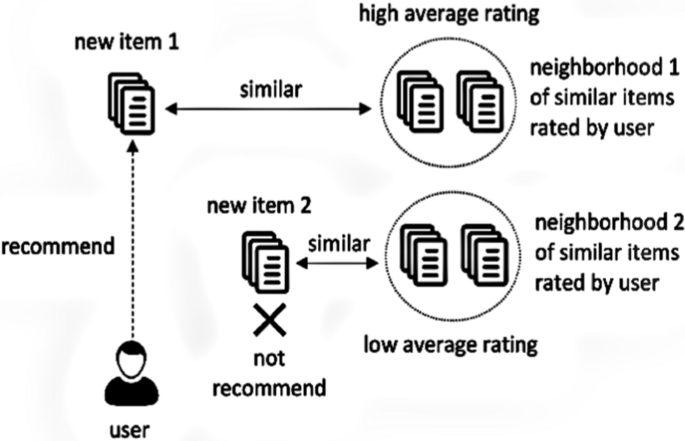 high average rating
new item 1
similar
neighborhood 1
of similar items
rated by user
new item 2
similar
neighborhood 2
of similar items
rated by user
recommend
not
recommend
low average rating
user